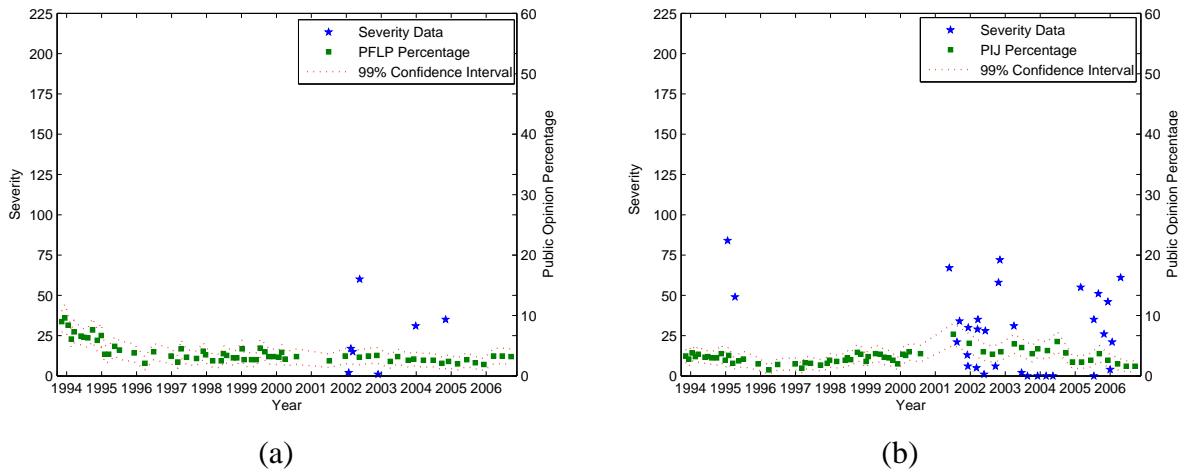 225
200
175
150
125
100
75
50
25
0
Severity
60
50
40
30
20
10
0
Public Opinion Percentage
Severity Data
PFLP Percentage
99% Confidence Interval
1994 1995 1996 1997 1998 1999 2000 2001 2002 2003 2004 2005 2006
Year
(a)
225
200
175
150
125
100
75
50
25
0
Severity
60
50
40
30
20
10
0
Public Opinion Percentage
Severity Data
PIJ Percentage
99% Confidence Interval
1994 1995 1996 1997 1998 1999 2000 2001 2002 2003 2004 2005 2006
Year
(b)